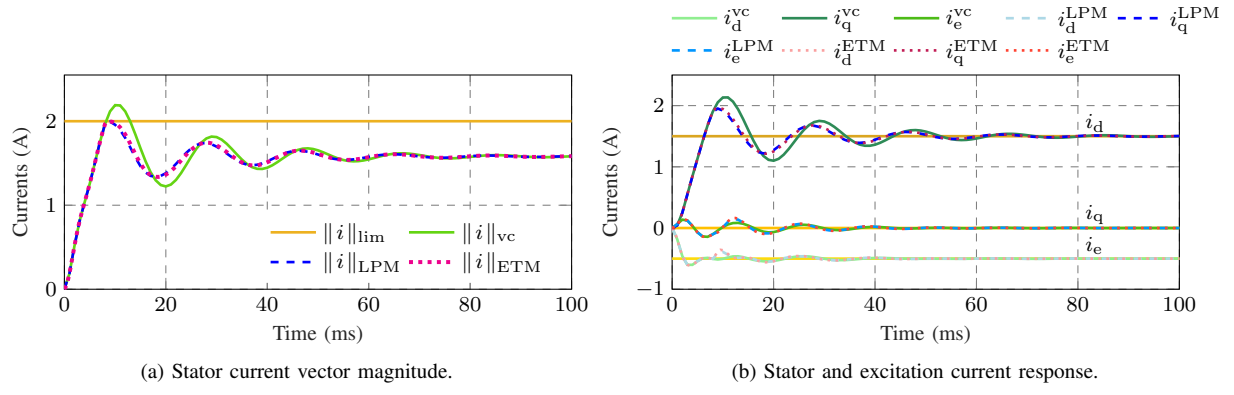 2
1
0
0 20 40 60 80 100
Currents (A)
Time (ms)
‖i‖lim ‖i‖vc
‖i‖LPM ‖i‖ETM
(a) Stator current vector magnitude.
i_d^vc i_q^vc i_e^vc i_d^LPM i_q^LPM
i_e^LPM i_d^ETM i_q^ETM i_e^ETM
2
1
0
−1
0 20 40 60 80 100
Currents (A)
i_d
i_q
i_e
Time (ms)
(b) Stator and excitation current response.